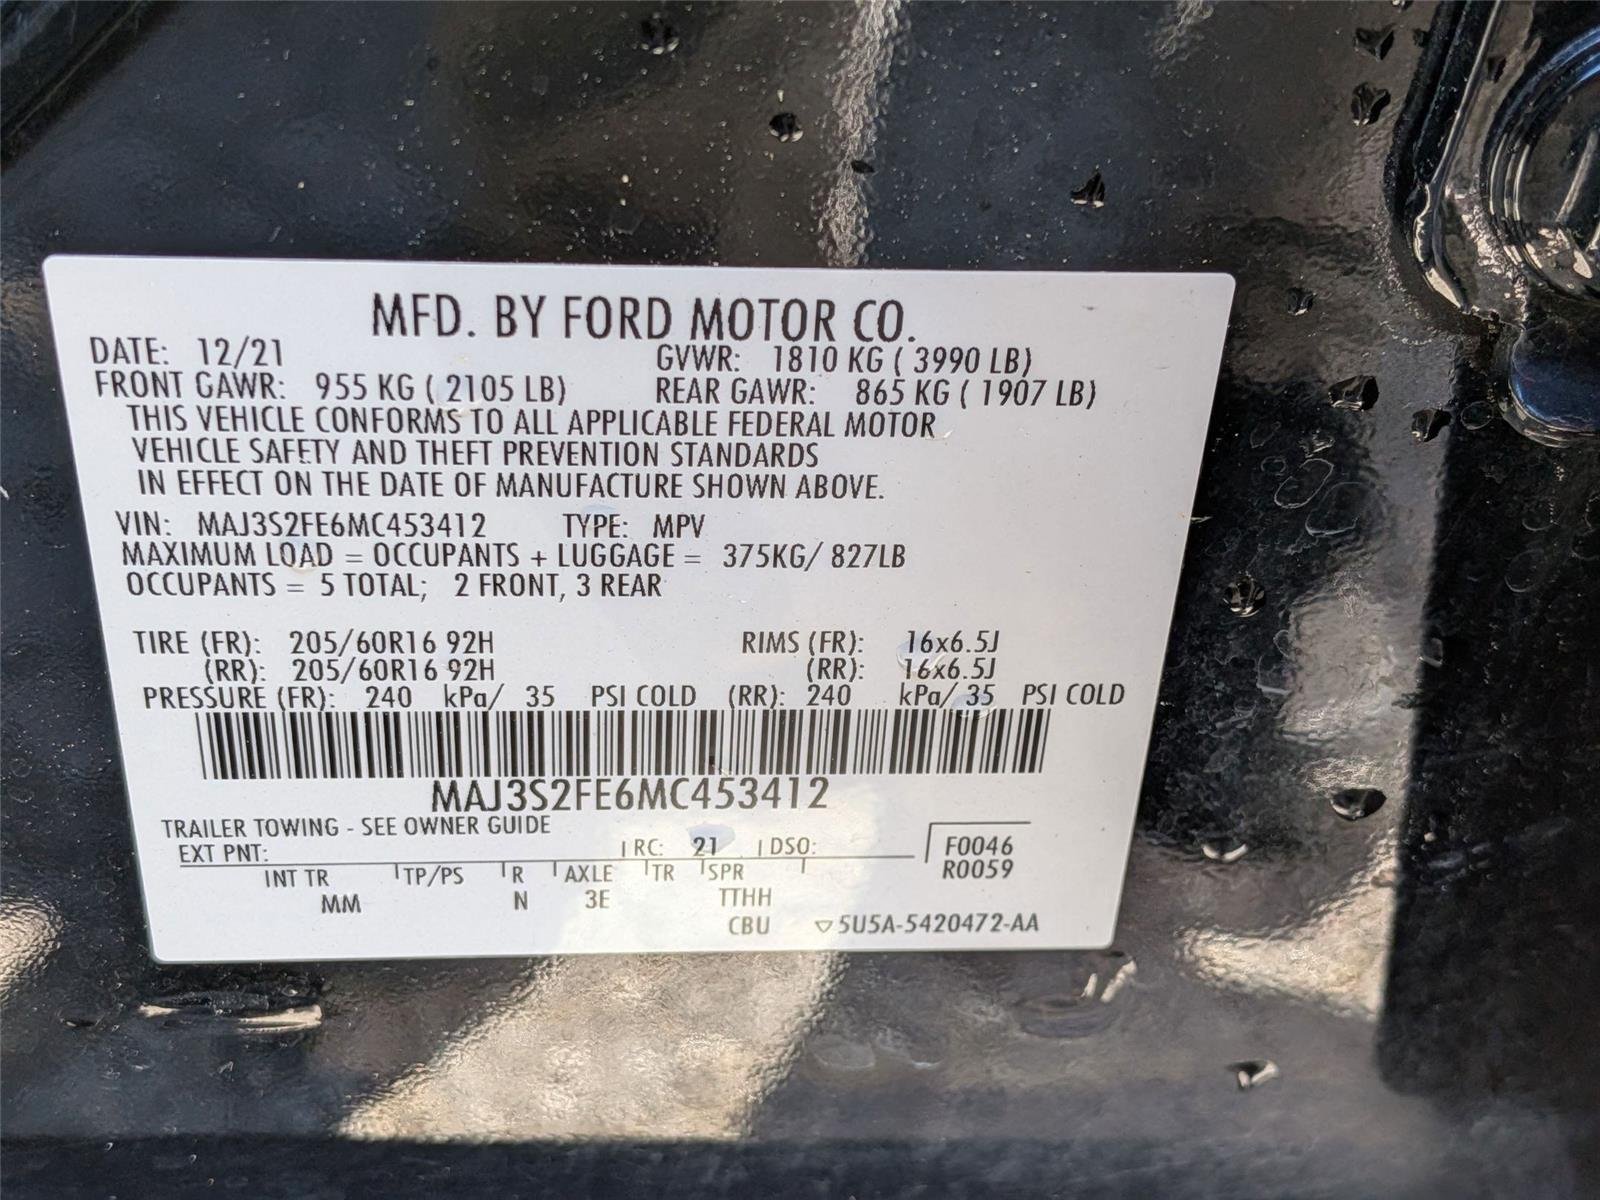 MFD. BY FORD MOTOR CO.
DATE: 12/21 GVWR: 1810 KG ( 3990 LB)
FRONT GAWR: 955 KG ( 2105 LB) REAR GAWR: 865 KG ( 1907 LB)
THIS VEHICLE CONFORMS TO ALL APPLICABLE FEDERAL MOTOR
VEHICLE SAFETY AND THEFT PREVENTION STANDARDS
IN EFFECT ON THE DATE OF MANUFACTURE SHOWN ABOVE.
VIN: MAJ3S2FE6MC453412 TYPE: MPV
MAXIMUM LOAD = OCCUPANTS + LUGGAGE = 375KG/ 827LB
OCCUPANTS = 5 TOTAL; 2 FRONT, 3 REAR
TIRE (FR): 205/60R16 92H RIMS (FR): 16x6.5J
(RR): 205/60R16 92H (RR): 16x6.5J
PRESSURE (FR): 240 kPa/ 35 PSI COLD (RR): 240 kPa/ 35 PSI COLD
MAJ3S2FE6MC453412
TRAILER TOWING - SEE OWNER GUIDE
EXT PNT: RC: 21 DSO: F0046
R0059
INT TR TP/PS R AXLE TR SPR
MM N 3E TTHH
CBU ▽5U5A-5420472-AA